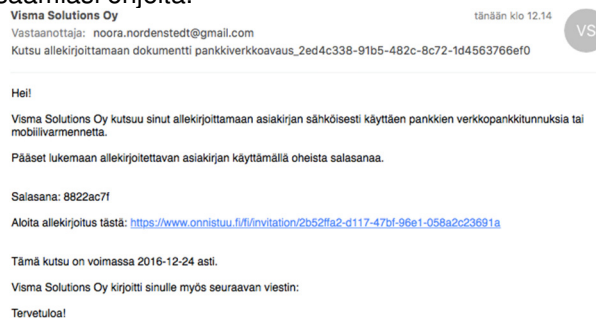 saamiasi ohjeita.
Visma Solutions Oy
tänään klo 12.14
Vastaanottaja: noora.nordenstedt@gmail.com
VS
Kutsu allekirjoittamaan dokumentti pankkiverkkoavaus_2ed4c338-91b5-482c-8c72-1d4563766ef0
Hei!
Visma Solutions Oy kutsuu sinut allekirjoittamaan asiakirjan sähköisesti käyttäen pankkien verkkopankkitunnuksia tai
mobiilivarmennetta.
Pääset lukemaan allekirjoitettavan asiakirjan käyttämällä oheista salasanaa.
Salasana: 8822ac7f
Aloita allekirjoitus tästä: https://www.onnistuu.fi/fi/invitation/2b52ffa2-d117-47bf-96e1-058a2c23691a
Tämä kutsu on voimassa 2016-12-24 asti.
Visma Solutions Oy kirjoitti sinulle myös seuraavan viestin:
Tervetuloa!